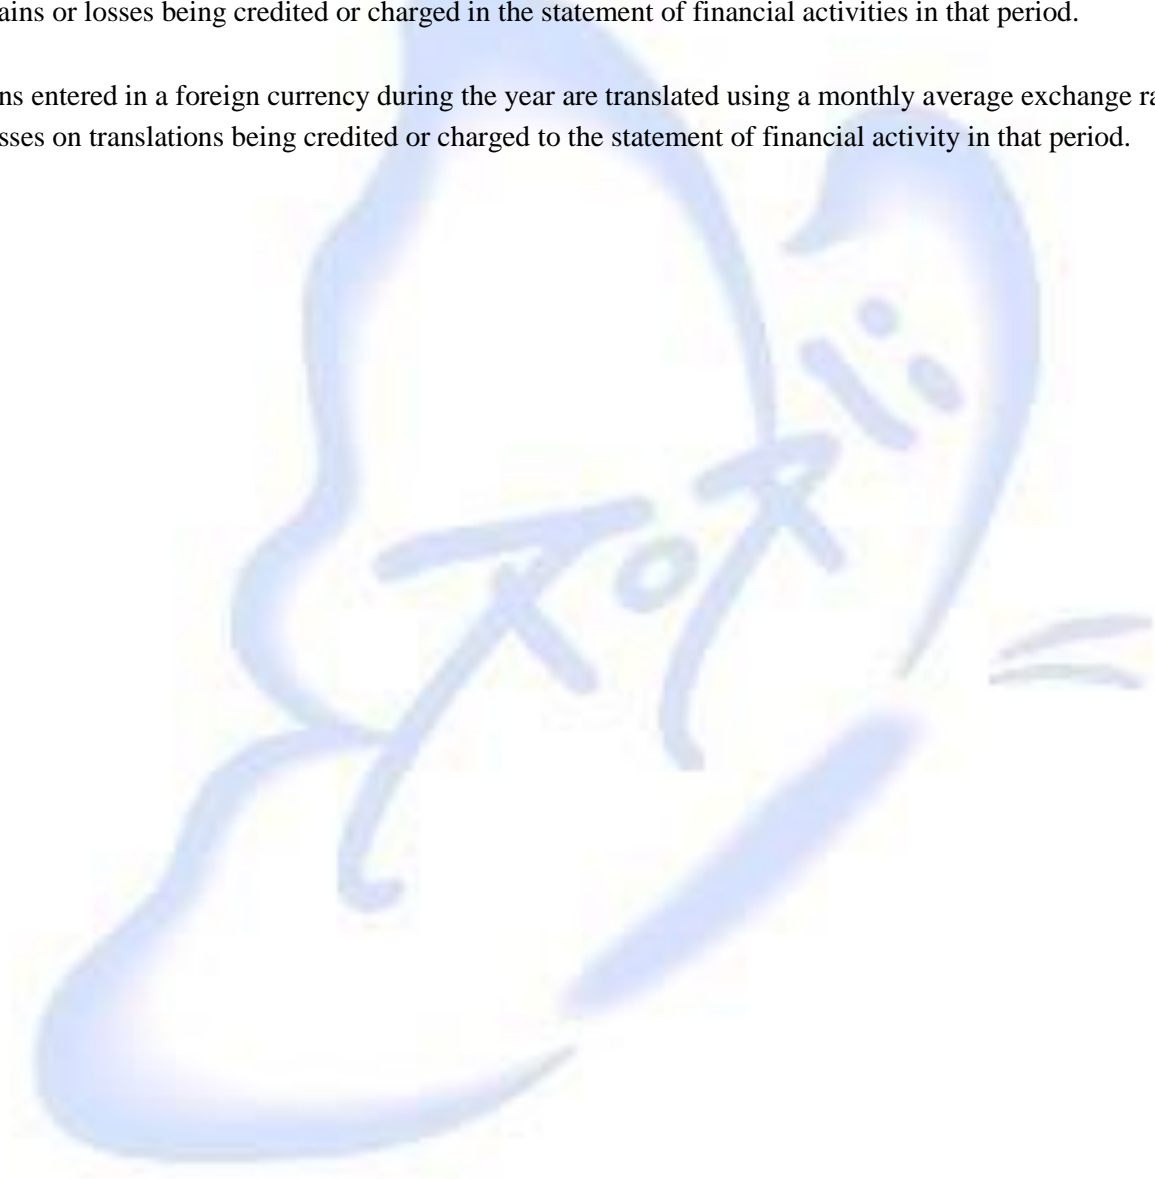 ains or losses being credited or charged in the statement of financial activities in that period.
ns entered in a foreign currency during the year are translated using a monthly average exchange ra
sses on translations being credited or charged to the statement of financial activity in that period.